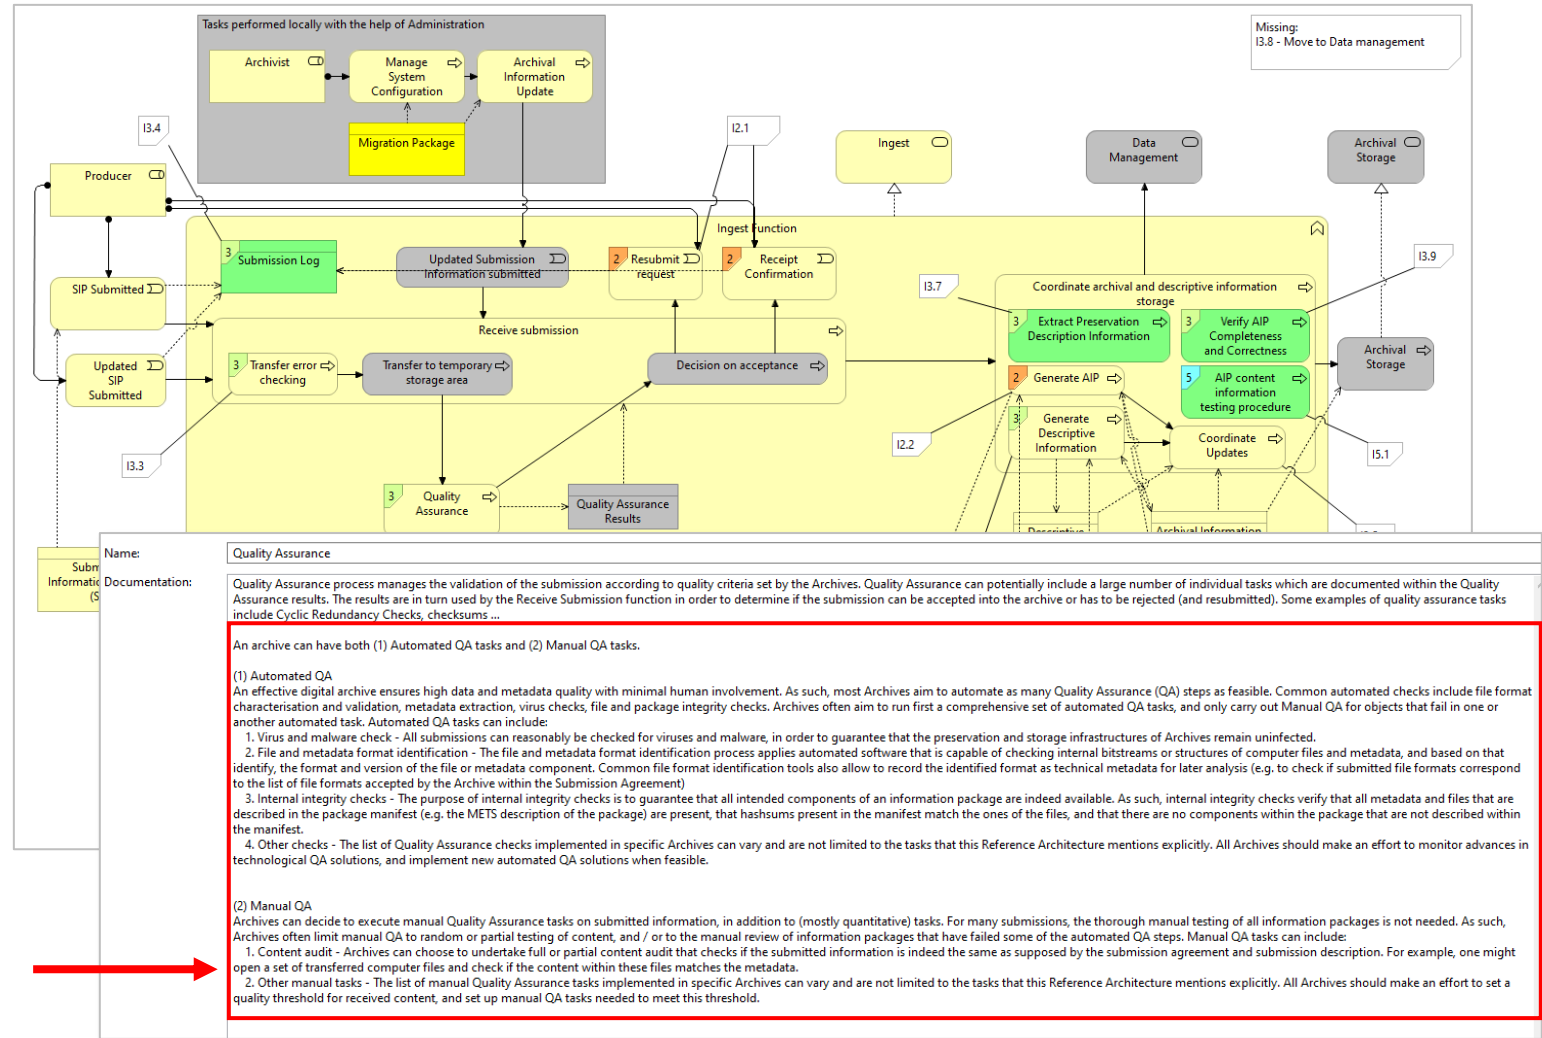 Tasks performed locally with the help of Administration
Missing:
I3.8 - Move to Data management
Archivist
Manage
System
Configuration
Archival
Information
Update
Migration Package
I3.4
I2.1
Ingest
Data
Management
Archival
Storage
Producer
Ingest Function
3
Submission Log
Updated Submission
Information submitted
2
Resubmit
request
2
Receipt
Confirmation
I3.9
SIP Submitted
I3.7
Coordinate archival and descriptive information
storage
Receive submission
3
Extract Preservation
Description Information
3
Verify AIP
Completeness
and Correctness
Updated
SIP
Submitted
3
Transfer error
checking
Transfer to temporary
storage area
Decision on acceptance
Archival
Storage
2
Generate AIP
5
AIP content
information
testing procedure
3
Generate
Descriptive
Information
Coordinate
Updates
I2.2
I5.1
I3.3
3
Quality
Assurance
Quality Assurance
Results
Descriptive
Archival Information
Subm
Informatic
(S
Name:
Quality Assurance
Documentation:
Quality Assurance process manages the validation of the submission according to quality criteria set by the Archives. Quality Assurance can potentially include a large number of individual tasks which are documented within the Quality
Assurance results. The results are in turn used by the Receive Submission function in order to determine if the submission can be accepted into the archive or has to be rejected (and resubmitted). Some examples of quality assurance tasks
include Cyclic Redundancy Checks, checksums ...
An archive can have both (1) Automated QA tasks and (2) Manual QA tasks.
(1) Automated QA
An effective digital archive ensures high data and metadata quality with minimal human involvement. As such, most Archives aim to automate as many Quality Assurance (QA) steps as feasible. Common automated checks include file format
characterisation and validation, metadata extraction, virus checks, file and package integrity checks. Archives often aim to run first a comprehensive set of automated QA tasks, and only carry out Manual QA for objects that fail in one or
another automated task. Automated QA tasks can include:
1. Virus and malware check - All submissions can reasonably be checked for viruses and malware, in order to guarantee that the preservation and storage infrastructures of Archives remain uninfected.
2. File and metadata format identification - The file and metadata format identification process applies automated software that is capable of checking internal bitstreams or structures of computer files and metadata, and based on that
identify, the format and version of the file or metadata component. Common file format identification tools also allow to record the identified format as technical metadata for later analysis (e.g. to check if submitted file formats correspond
to the list of file formats accepted by the Archive within the Submission Agreement)
3. Internal integrity checks - The purpose of internal integrity checks is to guarantee that all intended components of an information package are indeed available. As such, internal integrity checks verify that all metadata and files that are
described in the package manifest (e.g. the METS description of the package) are present, that hashsums present in the manifest match the ones of the files, and that there are no components within the package that are not described within
the manifest.
4. Other checks - The list of Quality Assurance checks implemented in specific Archives can vary and are not limited to the tasks that this Reference Architecture mentions explicitly. All Archives should make an effort to monitor advances in
technological QA solutions, and implement new automated QA solutions when feasible.
(2) Manual QA
Archives can decide to execute manual Quality Assurance tasks on submitted information, in addition to (mostly quantitative) tasks. For many submissions, the thorough manual testing of all information packages is not needed. As such,
Archives often limit manual QA to random or partial testing of content, and / or to the manual review of information packages that have failed some of the automated QA steps. Manual QA tasks can include:
1. Content audit - Archives can choose to undertake full or partial content audit that checks if the submitted information is indeed the same as supposed by the submission agreement and submission description. For example, one might
open a set of transferred computer files and check if the content within these files matches the metadata.
2. Other manual tasks - The list of manual Quality Assurance tasks implemented in specific Archives can vary and are not limited to the tasks that this Reference Architecture mentions explicitly. All Archives should make an effort to set a
quality threshold for received content, and set up manual QA tasks needed to meet this threshold.